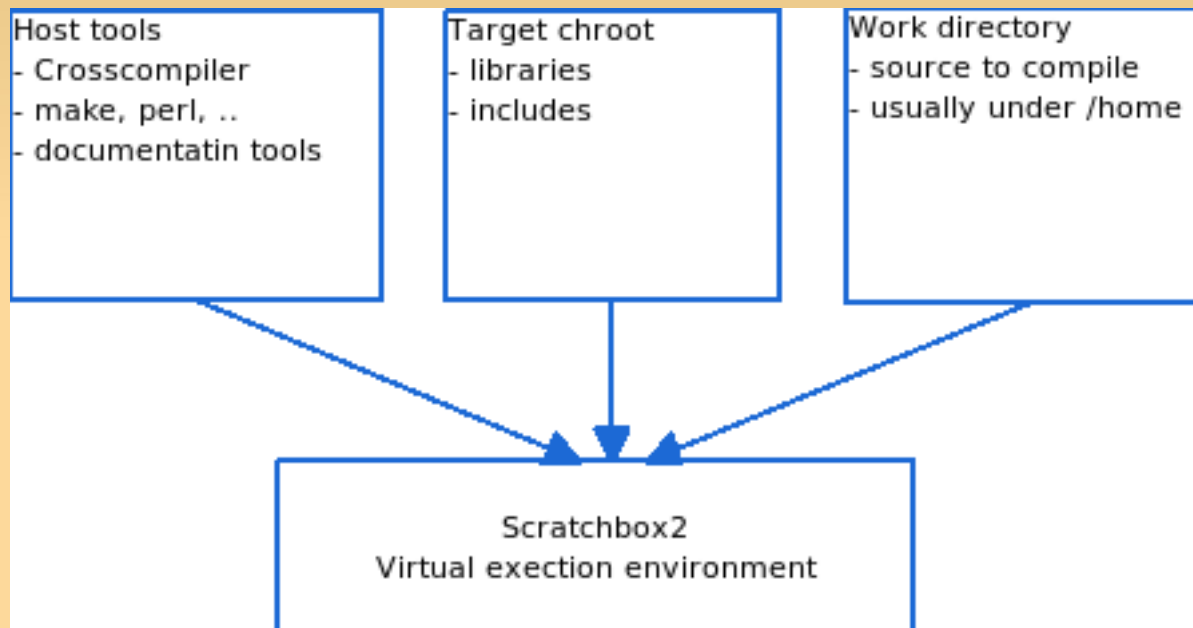 Host tools
- Crosscompiler
- make, perl, ..
- documentatin tools
Target chroot
- libraries
- includes
Work directory
- source to compile
- usually under /home
Scratchbox2
Virtual exection environment